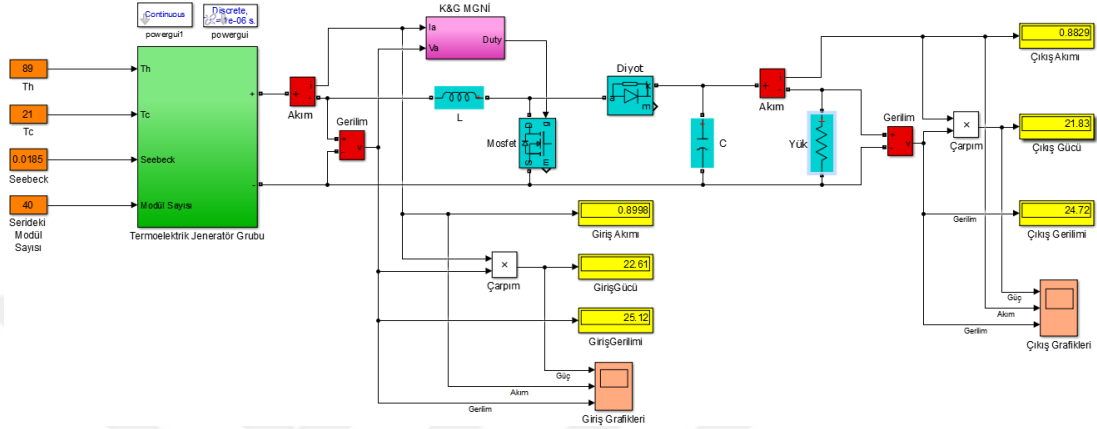 Continuous
powergui1
Discrete,
powergui
K&G MGNİ
Ia
Va
Duty
89
Th
21
Tc
0.0185
Seebeck
40
Serideki
Modül
Sayısı
Th
Tc
Seebeck
Modül Sayısı
+
-
Termoelektrik Jeneratör Grubu
+
i
-
Akım
Gerilim
+
-
v
L
Mosfet
g
D
S
m
Diyot
a
k
m
C
+
i
-
Akım
Yük
Gerilim
+
-
v
×
Çarpım
0.8829
Çıkış Akımı
21.83
Çıkış Gücü
24.72
Çıkış Gerilimi
Gerilim
Güç
Akım
Gerilim
Çıkış Grafikleri
0.8998
Giriş Akımı
×
Çarpım
22.61
GirişGücü
25.12
GirişGerilimi
Güç
Akım
Gerilim
Giriş Grafikleri